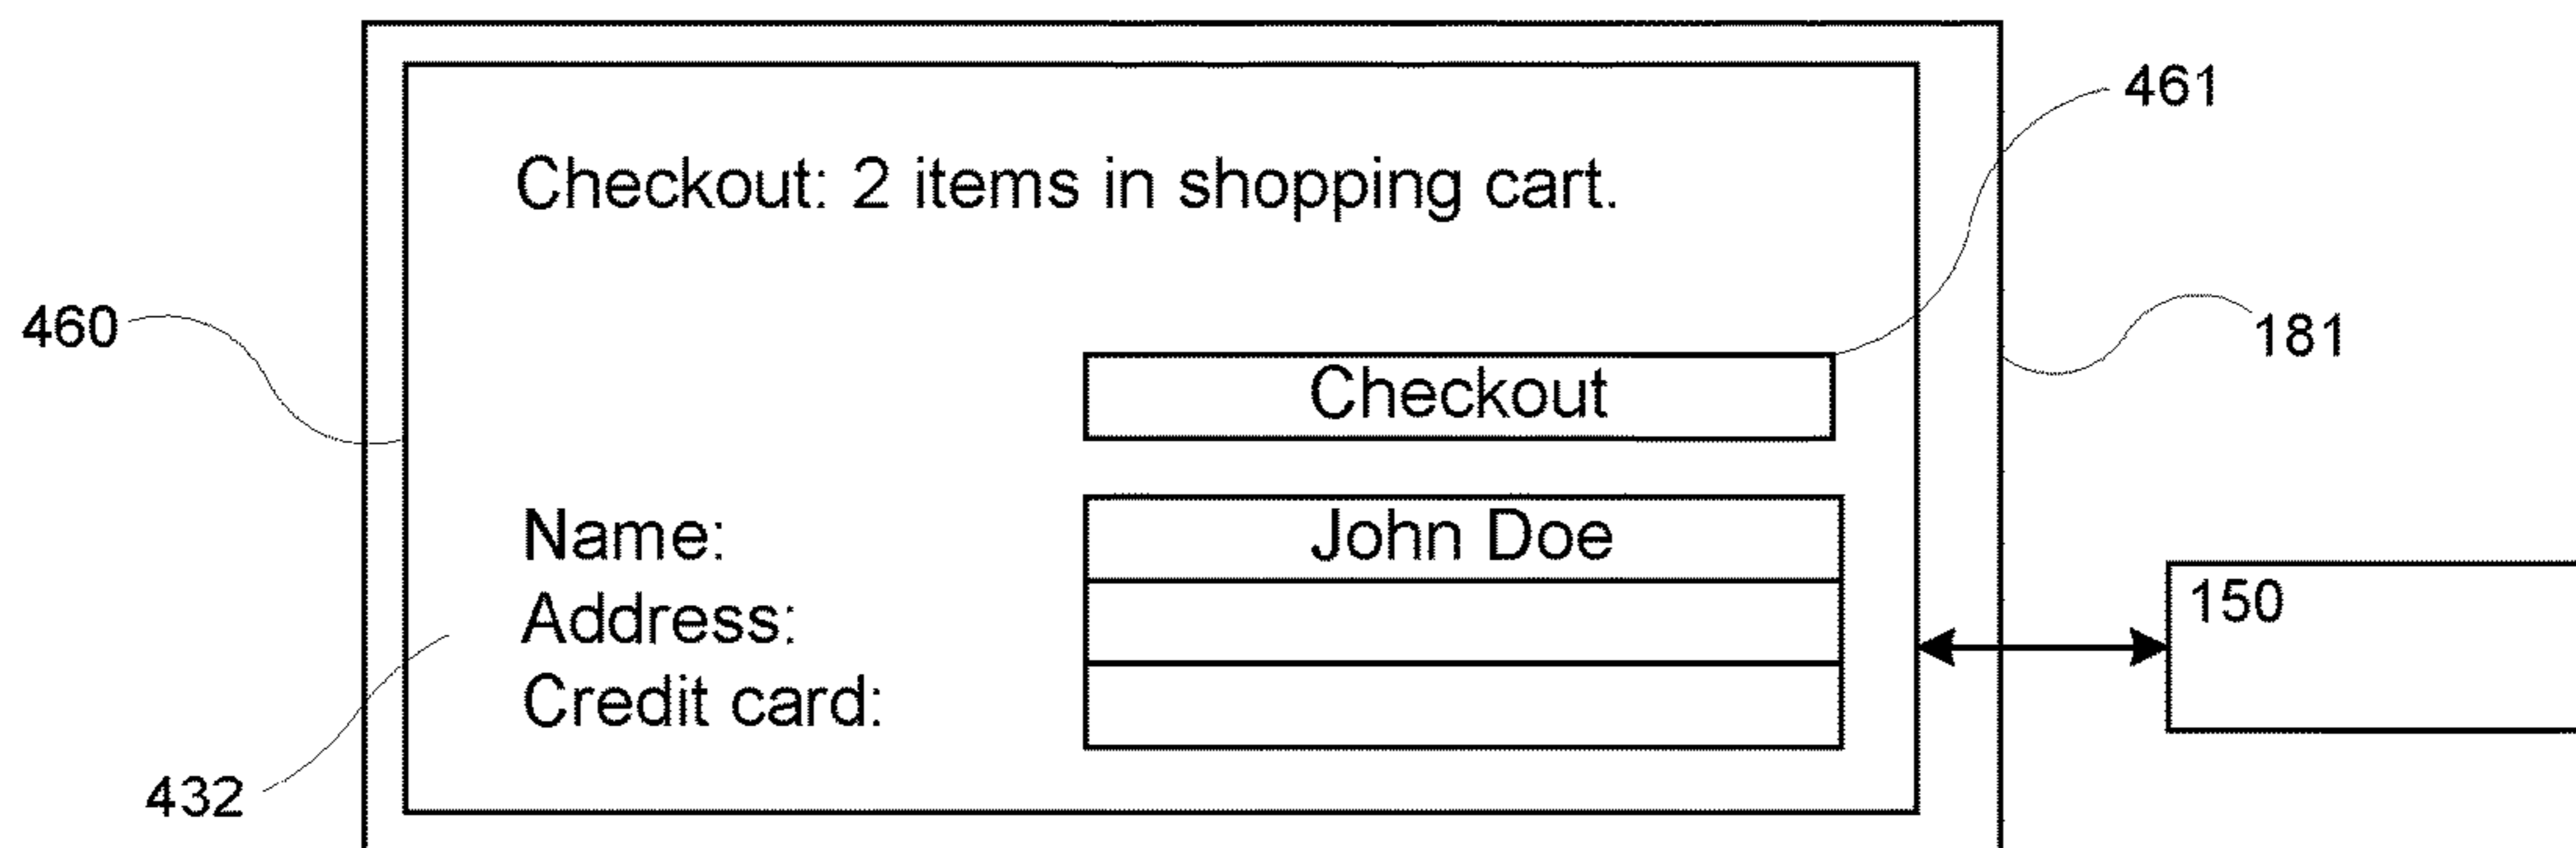 461
Checkout: 2 items in shopping cart.
460
181
Checkout
Name: John Doe
150
Address:
Credit card:
432